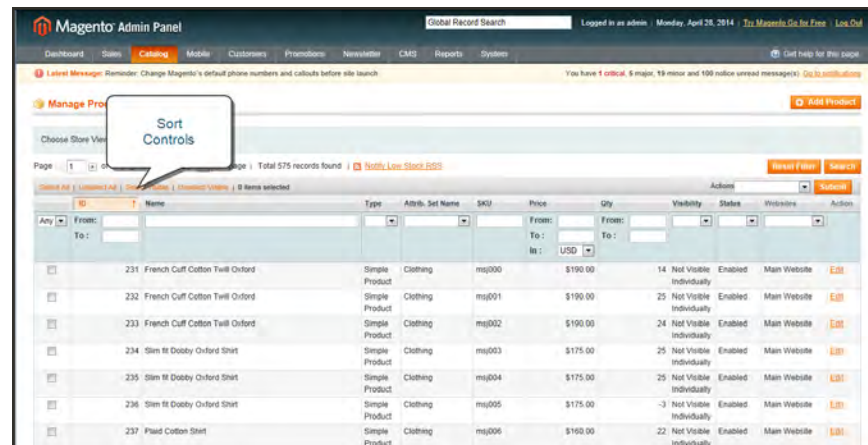 Magento Admin Panel
Global Record Search
Logged in as admin | Monday, April 28, 2014 | Try Magento Go for Free | Log Out
Dashboard Sales Catalog Mobile Customers Promotions Newsletter CMS Reports System
Get help for this page
Latest Message: Reminder: Change Magento's default phone numbers and callouts before site launch
You have 1 critical, 5 major, 19 minor and 100 notice unread message(s). Go to notifications
Manage Pro
Add Product
Sort
Controls
Choose Store View
Page 1 | Total 575 records found | Notify Low Stock RSS
Reset Filter Search
Select All | Unselect All | | Unselect Visible | 0 items selected
Actions Submit
ID ↑ Name Type Attrib. Set Name SKU Price Qty Visibility Status Websites Action
Any From: From: From:
To : To : To :
In : USD
231 French Cuff Cotton Twill Oxford Simple Product Clothing msj000 $190.00 14 Not Visible Individually Enabled Main Website Edit
232 French Cuff Cotton Twill Oxford Simple Product Clothing msj001 $190.00 25 Not Visible Individually Enabled Main Website Edit
233 French Cuff Cotton Twill Oxford Simple Product Clothing msj002 $190.00 24 Not Visible Individually Enabled Main Website Edit
234 Slim fit Dobby Oxford Shirt Simple Product Clothing msj003 $175.00 25 Not Visible Individually Enabled Main Website Edit
235 Slim fit Dobby Oxford Shirt Simple Product Clothing msj004 $175.00 25 Not Visible Individually Enabled Main Website Edit
236 Slim fit Dobby Oxford Shirt Simple Product Clothing msj005 $175.00 -3 Not Visible Individually Enabled Main Website Edit
237 Plaid Cotton Shirt Simple Product Clothing msj006 $160.00 22 Not Visible Individually Enabled Main Website Edit